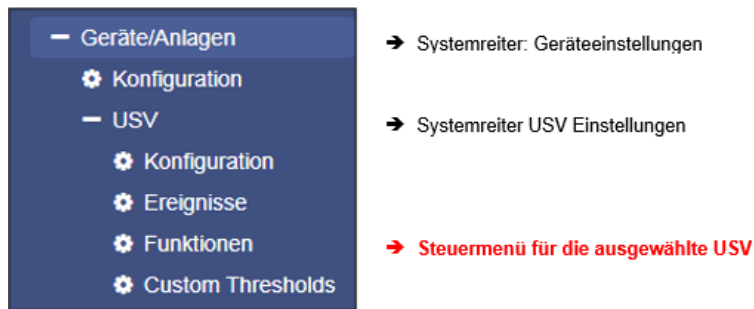 Geräte/Anlagen ➔ Systemreiter: Geräteeinstellungen
Konfiguration
USV ➔ Systemreiter USV Einstellungen
Konfiguration
Ereignisse
Funktionen ➔ Steuermenü für die ausgewählte USV
Custom Thresholds